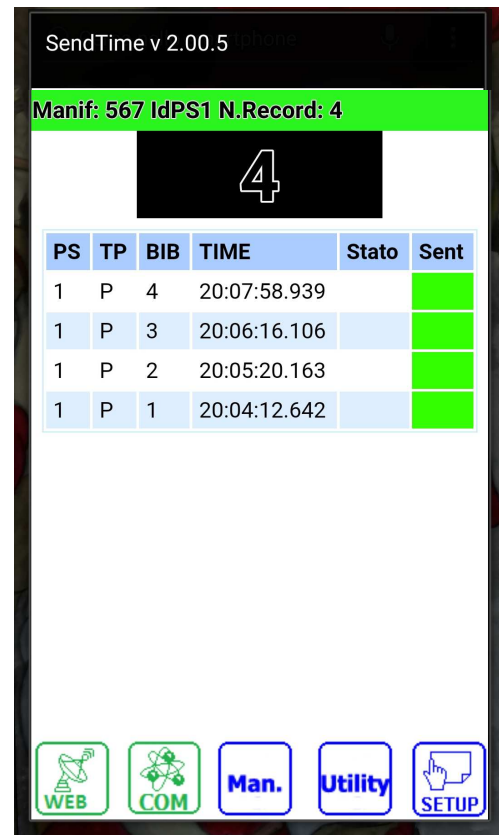 SendTime v 2.00.5
Manif: 567 IdPS1 N.Record: 4
4
PS TP BIB TIME Stato Sent
1 P 4 20:07:58.939
1 P 3 20:06:16.106
1 P 2 20:05:20.163
1 P 1 20:04:12.642
WEB COM Man. Utility SETUP